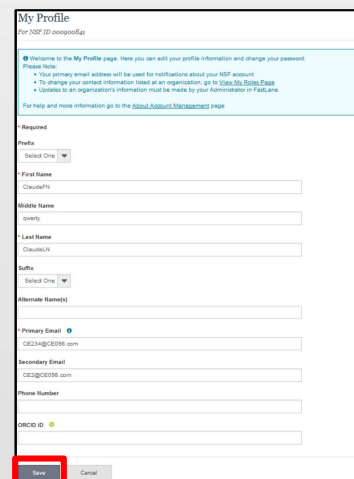 My Profile
For NSF ID 000900841
Welcome to the My Profile page. Here you can edit your profile information and change your password.
Please Note:
• Your primary email address will be used for notifications about your NSF account
• To change your contact information listed at an organization, go to View My Roles Page
• Updates to an organization's information must be made by your Administrator in FastLane
For help and more information go to the About Account Management page
* Required
Prefix
Select One
* First Name
ClaudeFN
Middle Name
qwerty
* Last Name
ClaudeLN
Suffix
Select One
Alternate Name(s)
* Primary Email
CE234@CE098.com
Secondary Email
CE2@CE098.com
Phone Number
ORCID iD
Save Cancel